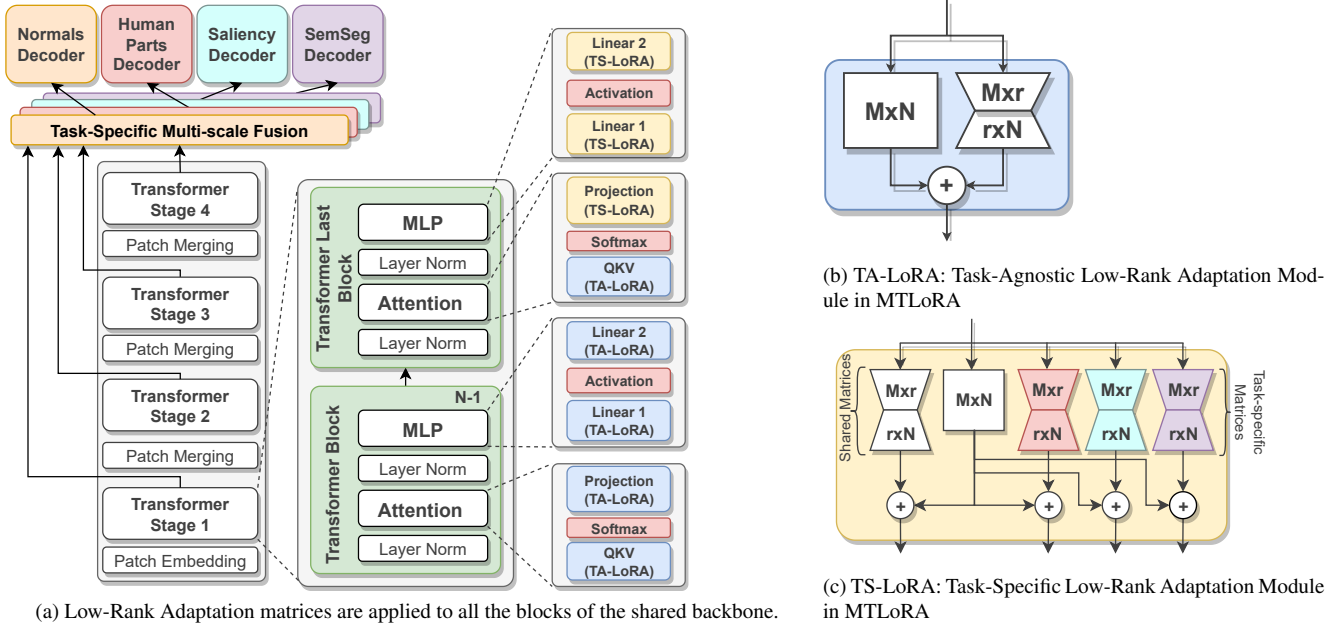 Normals
Decoder
Human
Parts
Decoder
Saliency
Decoder
SemSeg
Decoder
Task-Specific Multi-scale Fusion
Transformer
Stage 4
Patch Merging
Transformer
Stage 3
Patch Merging
Transformer
Stage 2
Patch Merging
Transformer
Stage 1
Patch Embedding
Transformer Last
Block
MLP
Layer Norm
Attention
Layer Norm
Transformer Block
N-1
MLP
Layer Norm
Attention
Layer Norm
Linear 2
(TS-LoRA)
Activation
Linear 1
(TS-LoRA)
Projection
(TS-LoRA)
Softmax
QKV
(TA-LoRA)
Linear 2
(TA-LoRA)
Activation
Linear 1
(TA-LoRA)
Projection
(TA-LoRA)
Softmax
QKV
(TA-LoRA)
(a) Low-Rank Adaptation matrices are applied to all the blocks of the shared backbone.
MxN
Mxr
rxN
+
(b) TA-LoRA: Task-Agnostic Low-Rank Adaptation Mod-
ule in MTLoRA
Shared Matrices
Mxr
rxN
MxN
Mxr
rxN
Mxr
rxN
Mxr
rxN
Task-specific
Matrices
+
+
+
+
(c) TS-LoRA: Task-Specific Low-Rank Adaptation Module
in MTLoRA